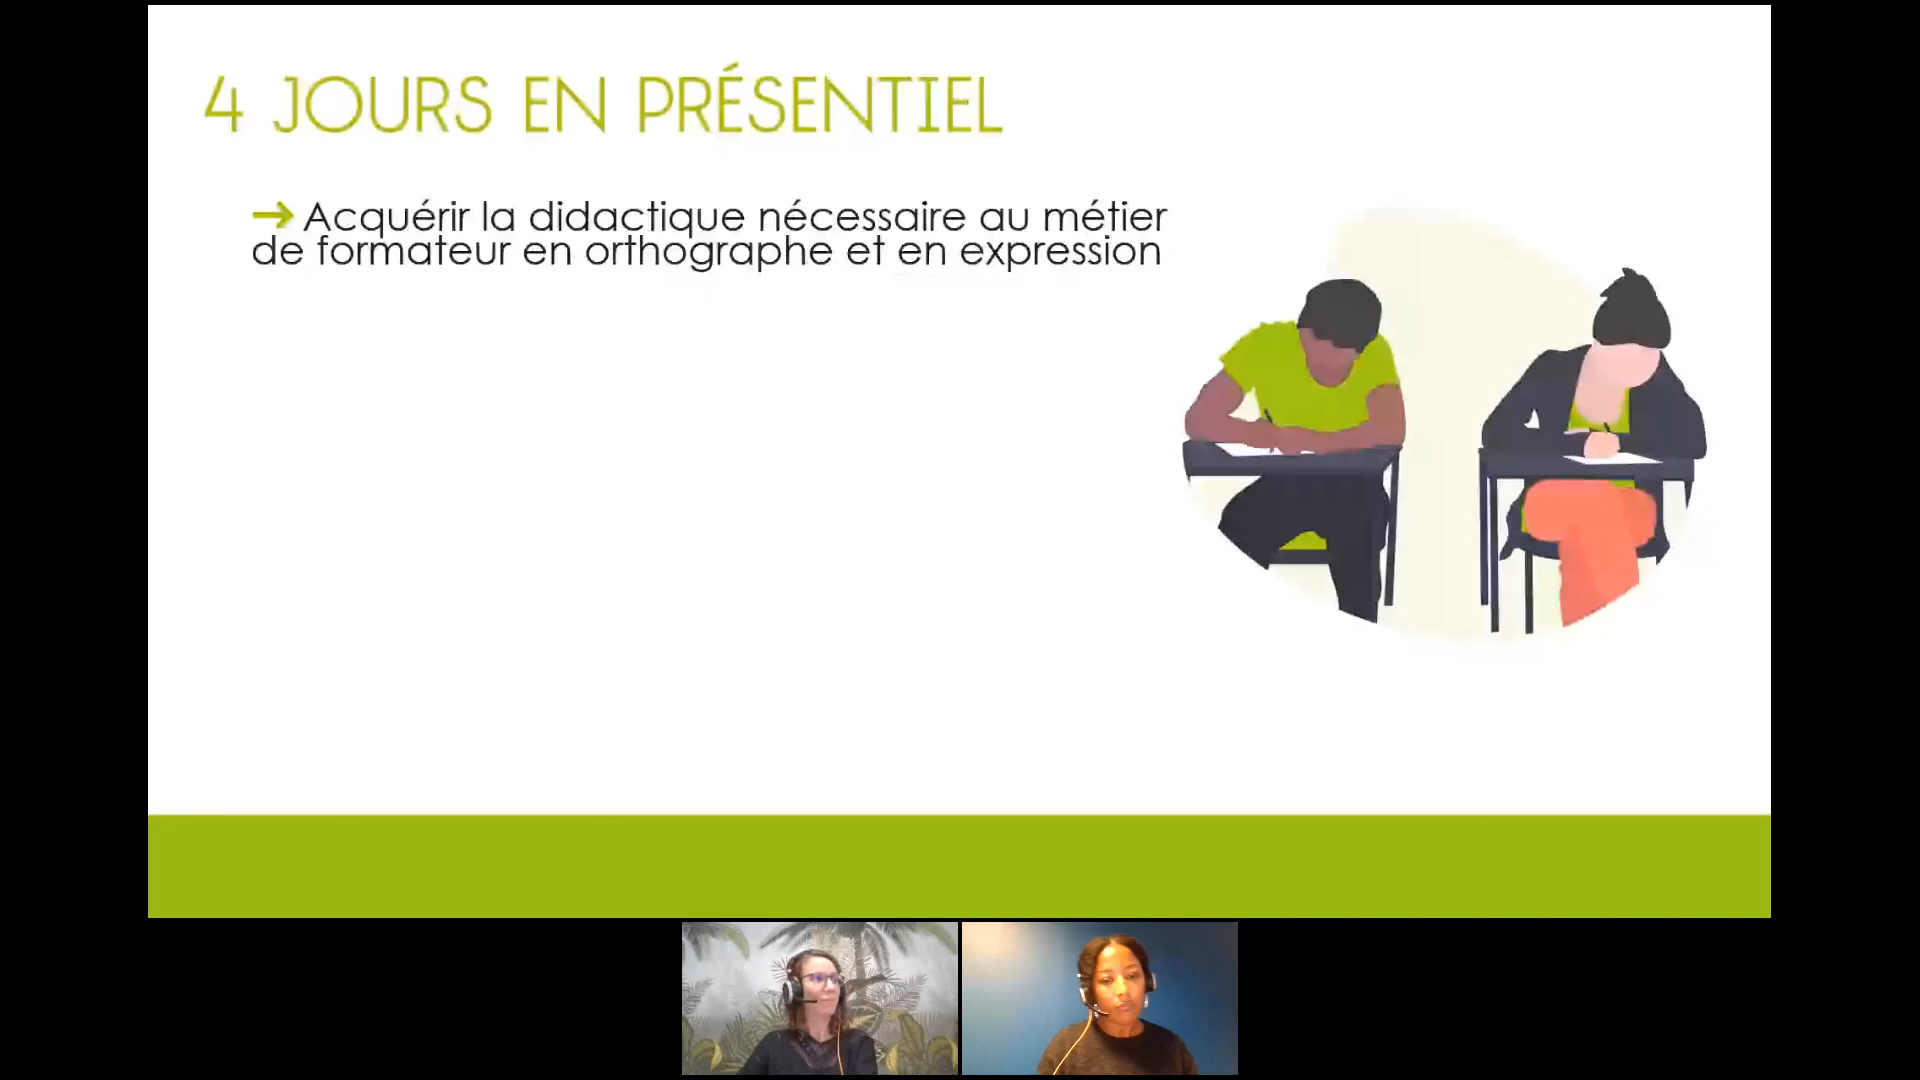 4 JOURS EN PRÉSENTIEL
➔ Acquérir la didactique nécessaire au métier
de formateur en orthographe et en expression